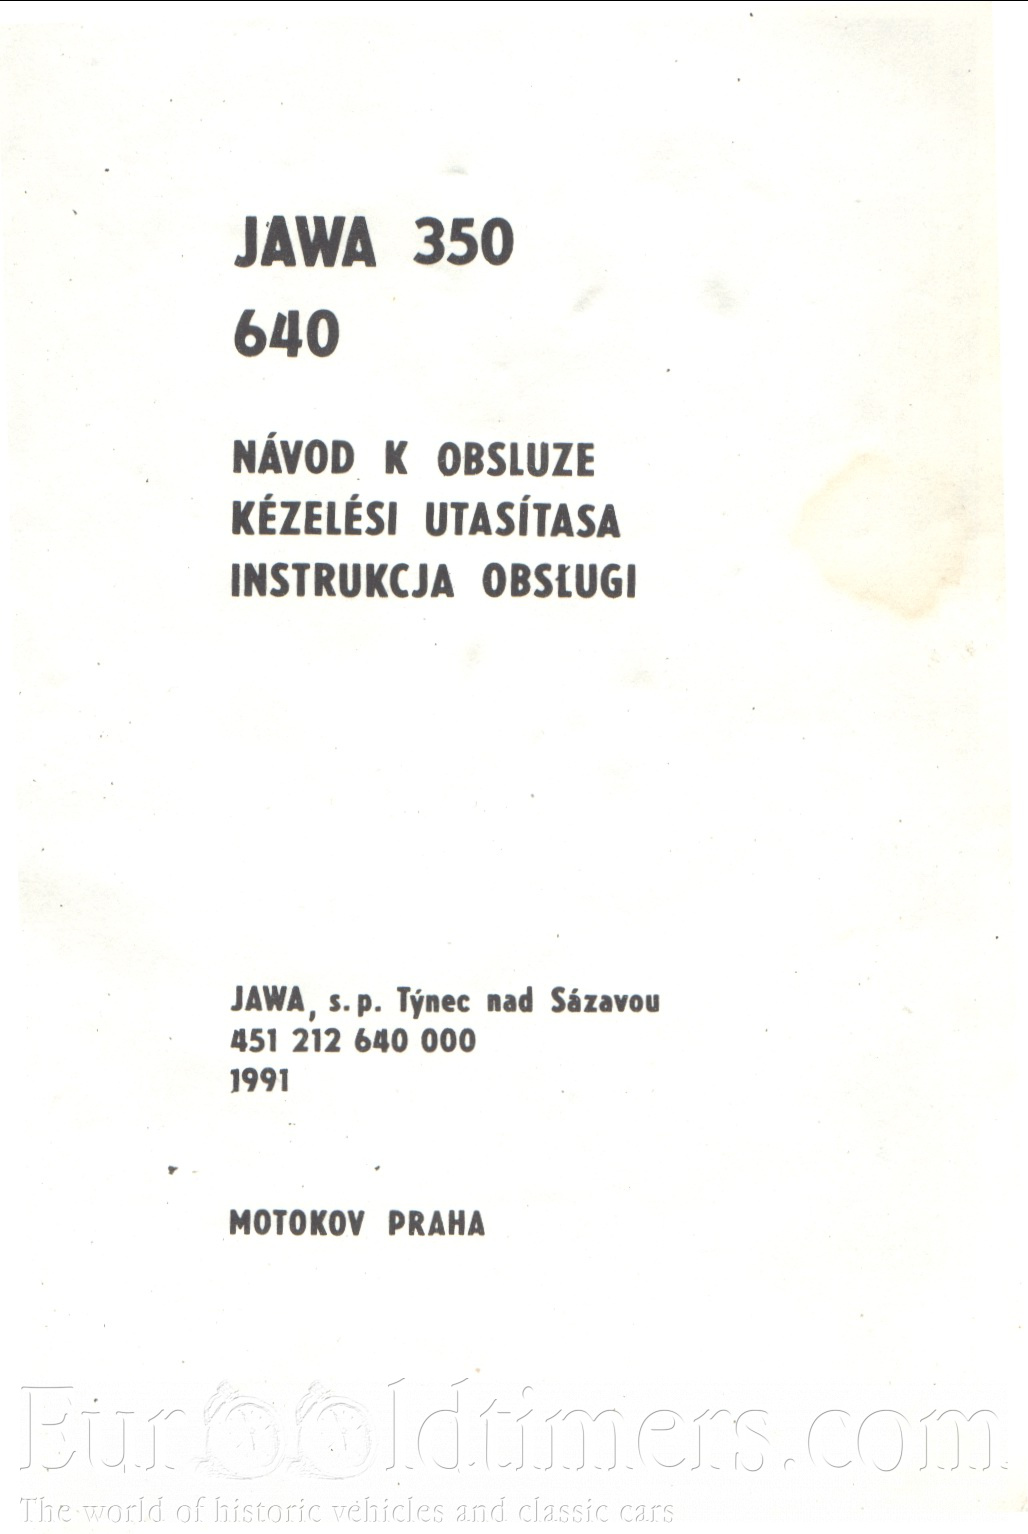 JAWA 350
640
NÁVOD K OBSLUZE
KÉZELÉSI UTASÍTASA
INSTRUKCJA OBSŁUGI
JAWA, s. p. Týnec nad Sázavou
451 212 640 000
1991
MOTOKOV PRAHA
EurOOldtimers.com
The world of historic vehicles and classic cars